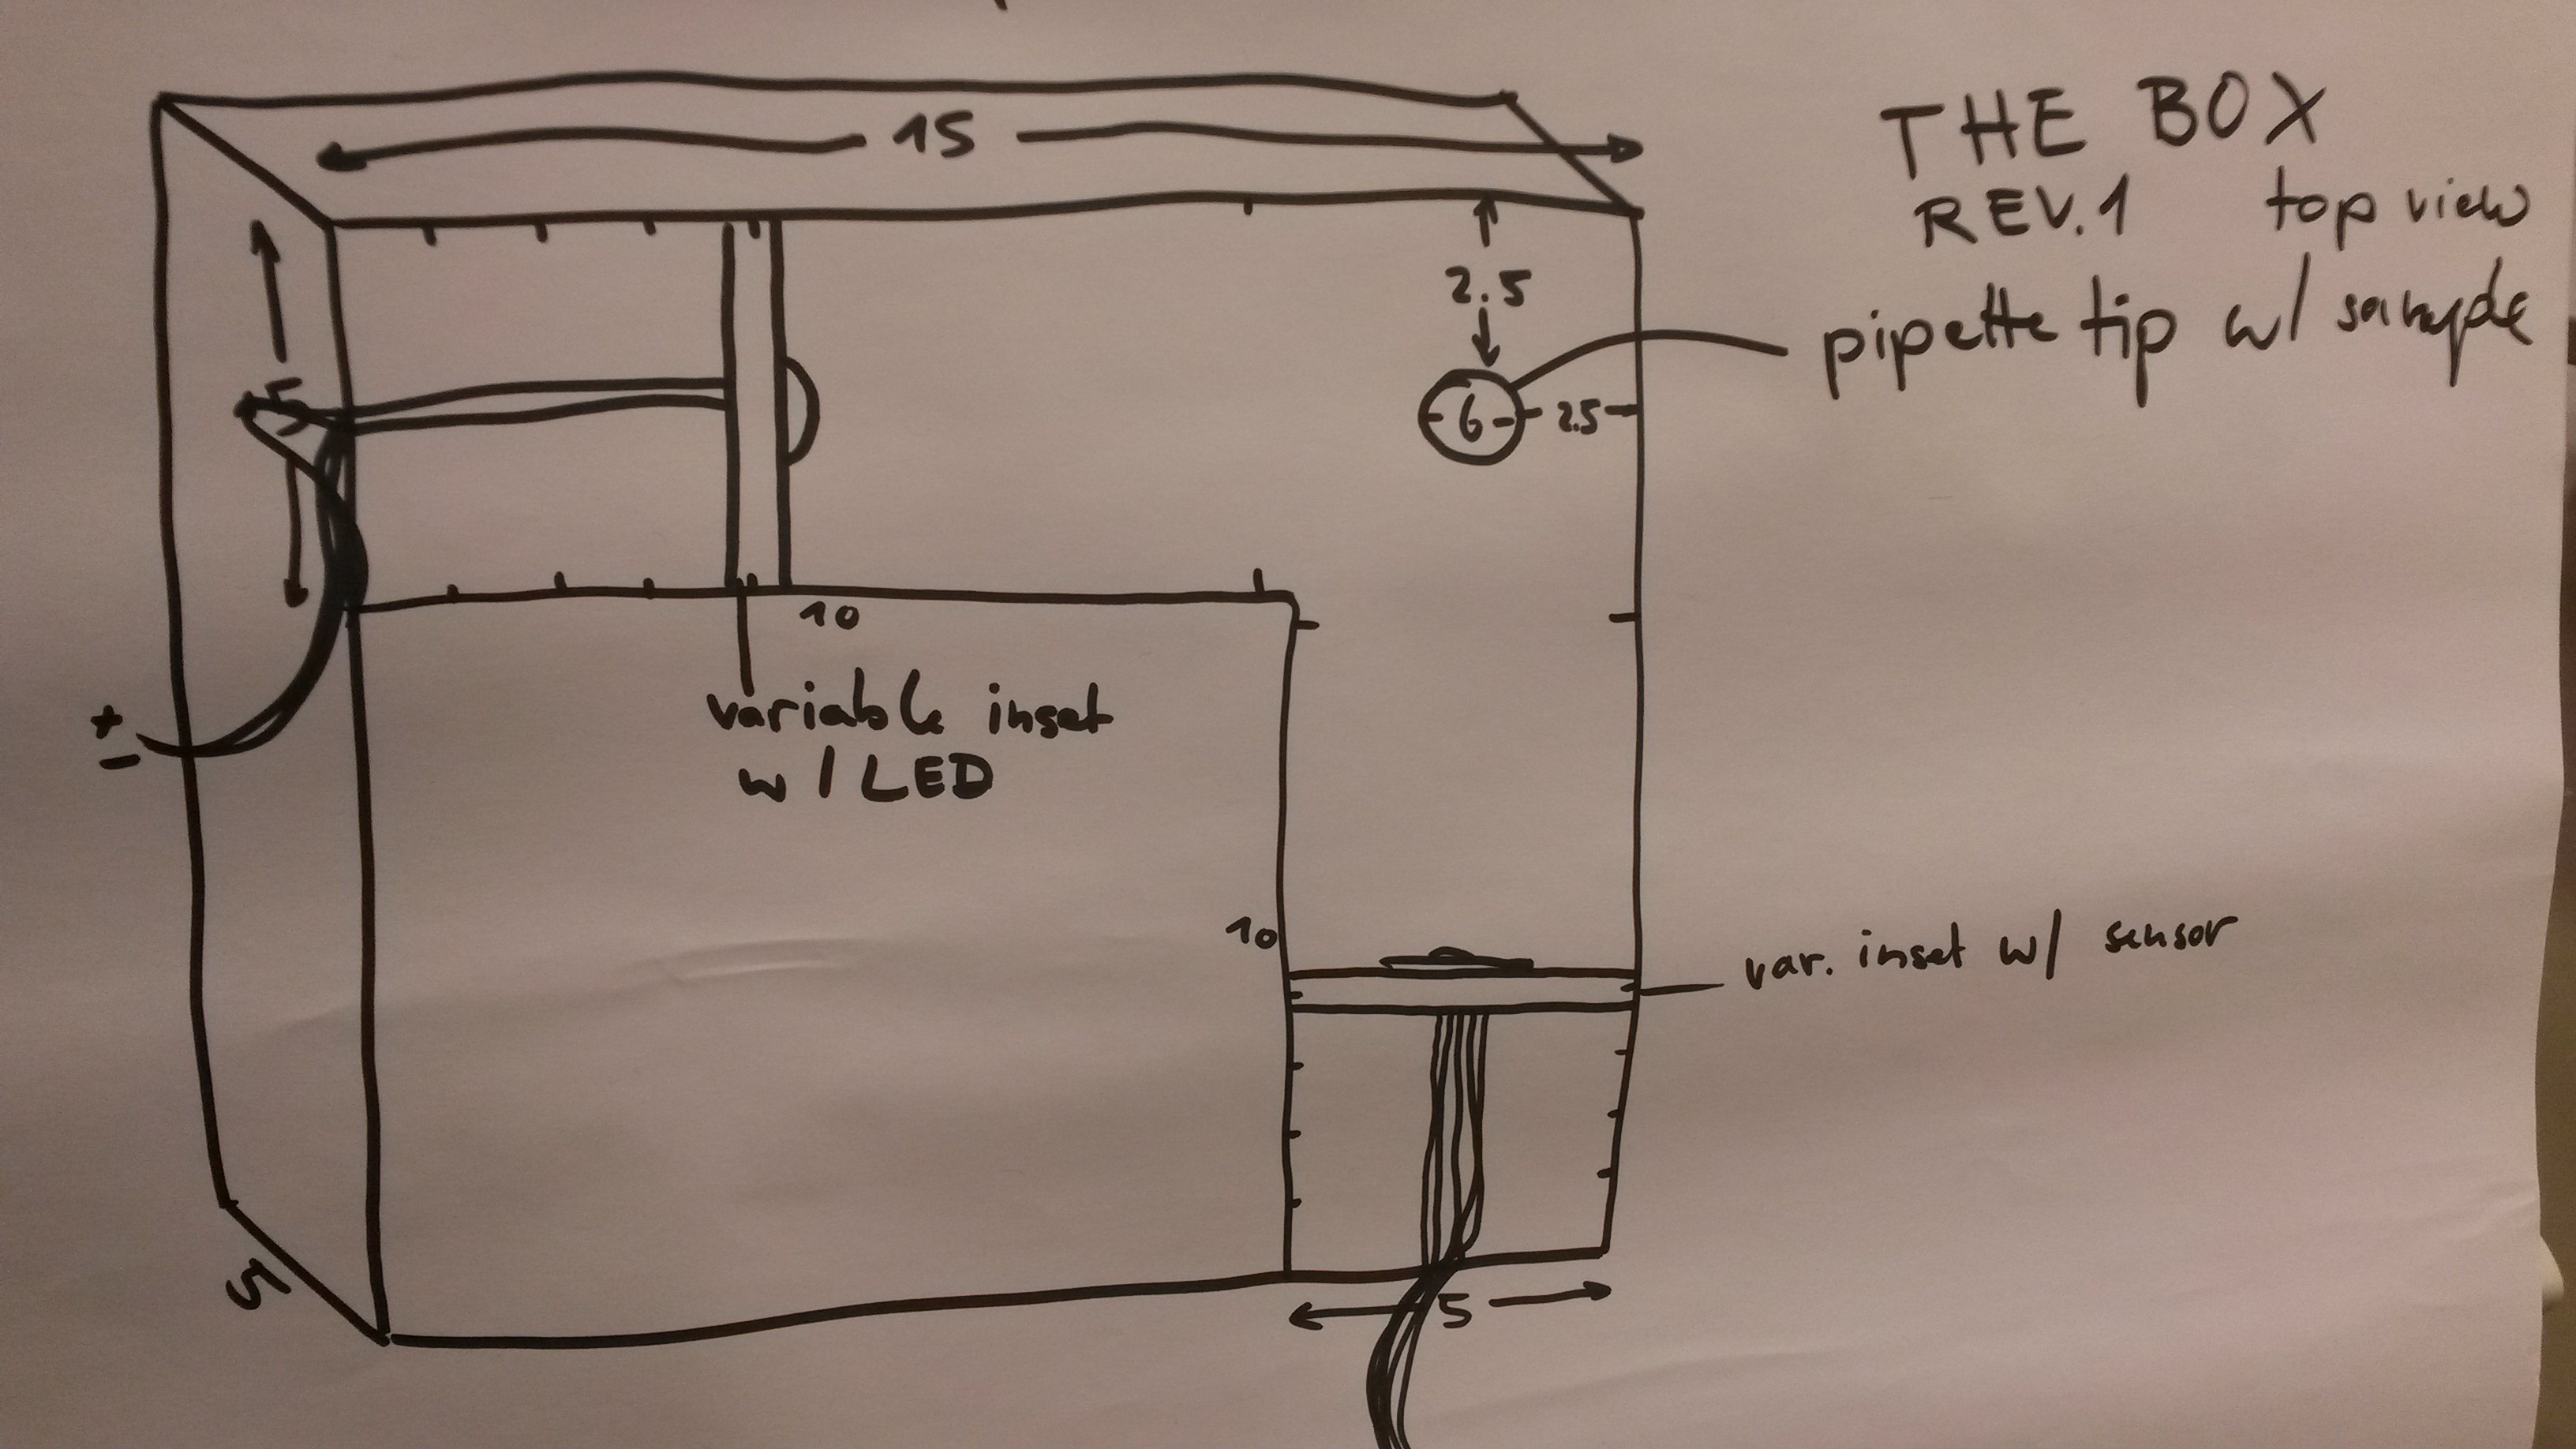 15
THE BOX
REV.1 top view
2.5
pipette tip w/ sample
5
6
2.5
10
variable inset
w/ LED
+
-
10
var. inset w/ sensor
5
5